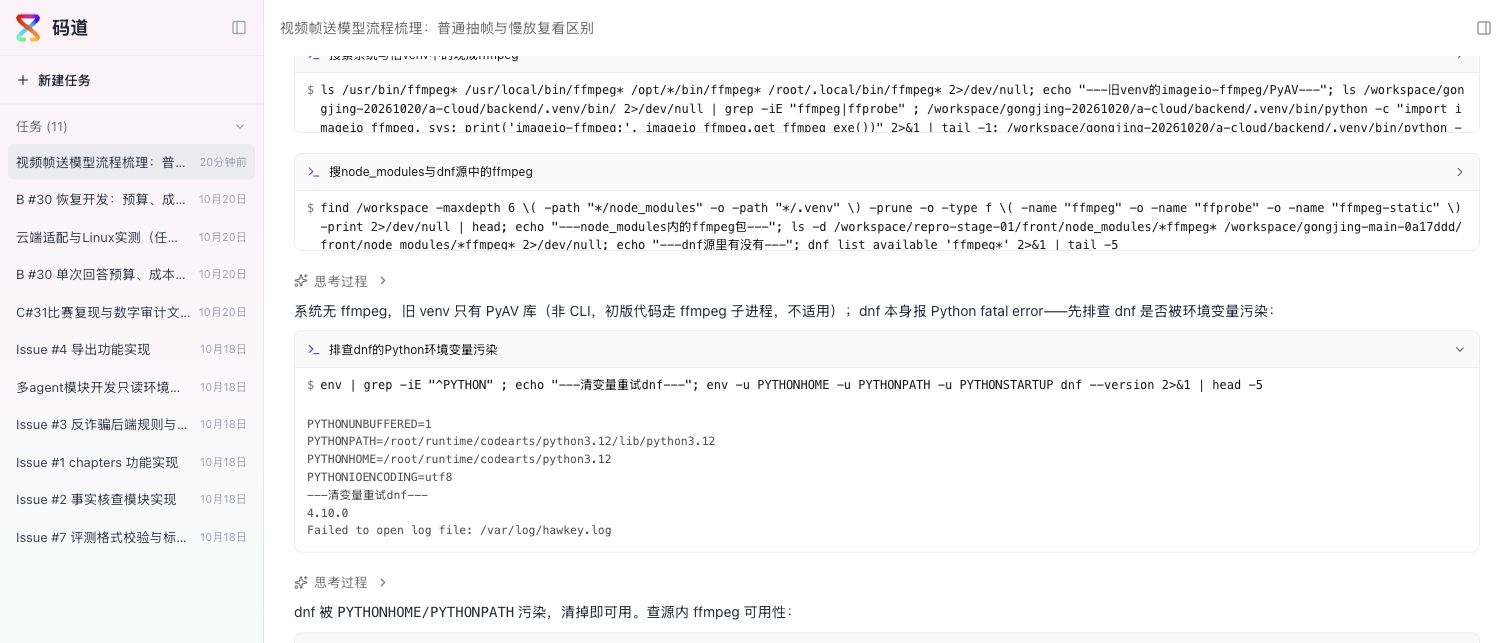 码道
新建任务
任务 (11)
视频帧送模型流程梳理：普... 20分钟前
B #30 恢复开发：预算、成... 10月20日
云端适配与Linux实测（任... 10月20日
B #30 单次回答预算、成本... 10月20日
C#31比赛复现与数字审计文... 10月20日
Issue #4 导出功能实现 10月18日
多agent模块开发只读环境... 10月18日
Issue #3 反诈骗后端规则与... 10月18日
Issue #1 chapters 功能实现 10月18日
Issue #2 事实核查模块实现 10月18日
Issue #7 评测格式校验与标... 10月18日
视频帧送模型流程梳理：普通抽帧与慢放复看区别
$ ls /usr/bin/ffmpeg* /usr/local/bin/ffmpeg* /opt/*/bin/ffmpeg* /root/.local/bin/ffmpeg* 2>/dev/null; echo "---旧venv的imageio-ffmpeg/PyAV---"; ls /workspace/gon
gjing-20261020/a-cloud/backend/.venv/bin/ 2>/dev/null | grep -iE "ffmpeg|ffprobe" ; /workspace/gongjing-20261020/a-cloud/backend/.venv/bin/python -c "import i
mageio_ffmpeg, sys; print('imageio-ffmpeg:', imageio_ffmpeg.get_ffmpeg_exe())" 2>&1 | tail -1; /workspace/gongjing-20261020/a-cloud/backend/.venv/bin/python -
搜node_modules与dnf源中的ffmpeg
$ find /workspace -maxdepth 6 \( -path "*/node_modules" -o -path "*/.venv" \) -prune -o -type f \( -name "ffmpeg" -o -name "ffprobe" -o -name "ffmpeg-static" \)
-print 2>/dev/null | head; echo "---node_modules内的ffmpeg包---"; ls -d /workspace/repro-stage-01/front/node_modules/*ffmpeg* /workspace/gongjing-main-0a17ddd/
front/node_modules/*ffmpeg* 2>/dev/null; echo "---dnf源里有没有---"; dnf list available 'ffmpeg*' 2>&1 | tail -5
思考过程
系统无 ffmpeg，旧 venv 只有 PyAV 库（非 CLI，初版代码走 ffmpeg 子进程，不适用）；dnf 本身报 Python fatal error——先排查 dnf 是否被环境变量污染：
排查dnf的Python环境变量污染
$ env | grep -iE "^PYTHON" ; echo "---清变量重试dnf---"; env -u PYTHONHOME -u PYTHONPATH -u PYTHONSTARTUP dnf --version 2>&1 | head -5
PYTHONUNBUFFERED=1
PYTHONPATH=/root/runtime/codearts/python3.12/lib/python3.12
PYTHONHOME=/root/runtime/codearts/python3.12
PYTHONIOENCODING=utf8
---清变量重试dnf---
4.10.0
Failed to open log file: /var/log/hawkey.log
思考过程
dnf 被 PYTHONHOME/PYTHONPATH 污染，清掉即可用。查源内 ffmpeg 可用性：